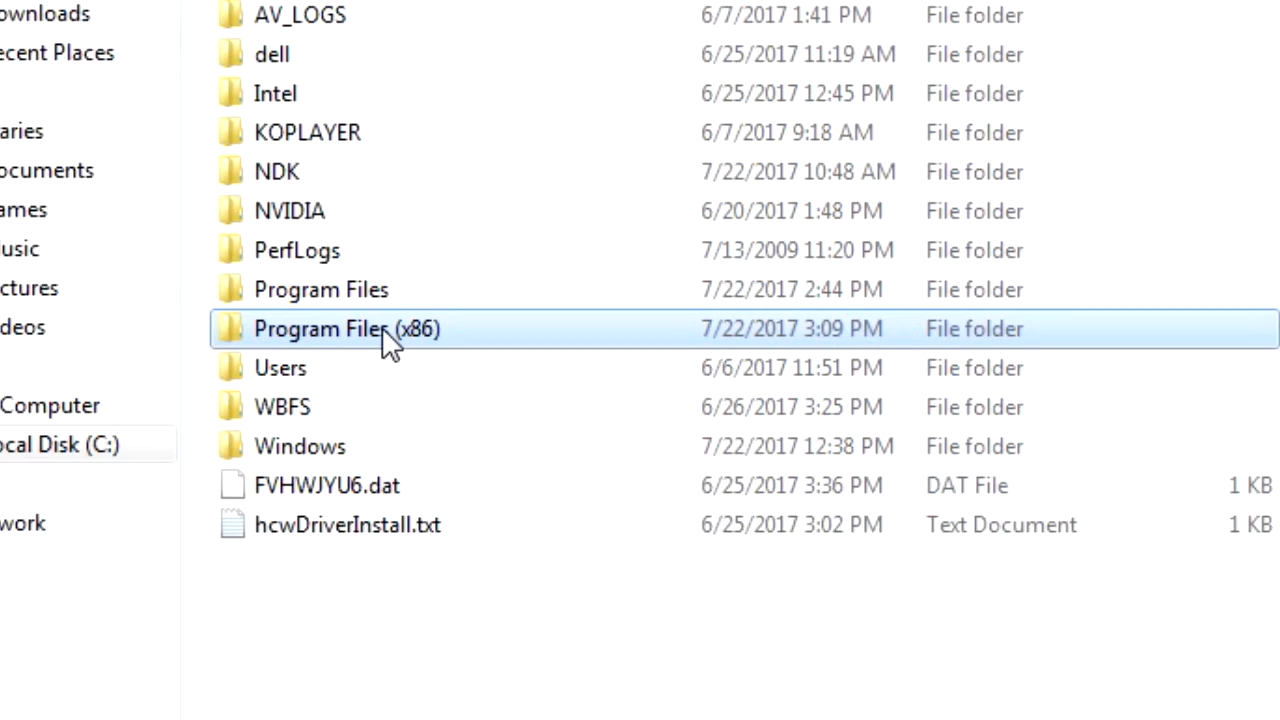 ownloads
ecent Places
aries
ocuments
ames
usic
ctures
deos
Computer
ocal Disk (C:)
work
AV_LOGS 6/7/2017 1:41 PM File folder
dell 6/25/2017 11:19 AM File folder
Intel 6/25/2017 12:45 PM File folder
KOPLAYER 6/7/2017 9:18 AM File folder
NDK 7/22/2017 10:48 AM File folder
NVIDIA 6/20/2017 1:48 PM File folder
PerfLogs 7/13/2009 11:20 PM File folder
Program Files 7/22/2017 2:44 PM File folder
Program Files (x86) 7/22/2017 3:09 PM File folder
Users 6/6/2017 11:51 PM File folder
WBFS 6/26/2017 3:25 PM File folder
Windows 7/22/2017 12:38 PM File folder
FVHWJYU6.dat 6/25/2017 3:36 PM DAT File 1 KB
hcwDriverInstall.txt 6/25/2017 3:02 PM Text Document 1 KB